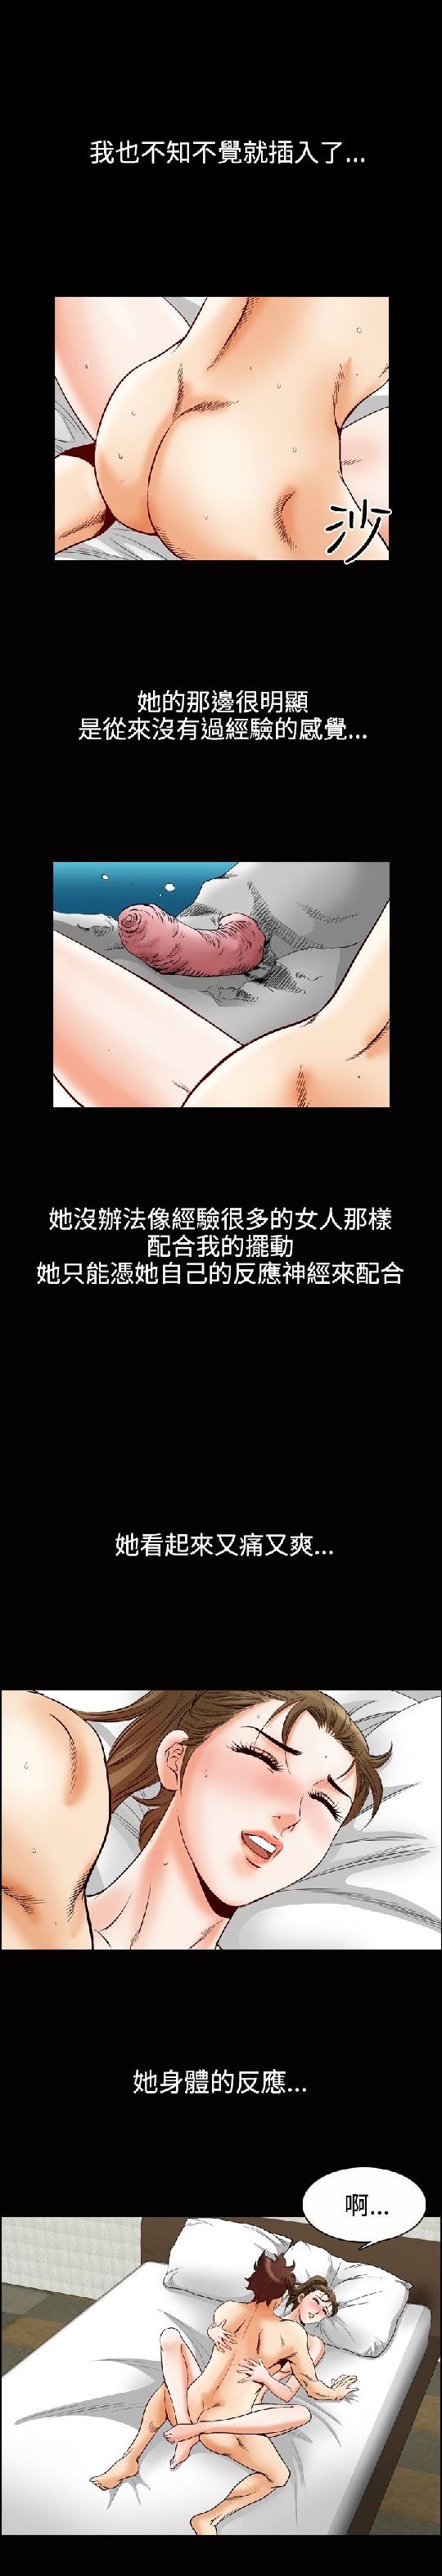 我也不知不覺就插入了...
沙
她的那邊很明顯
是從來沒有過經驗的感覺...
她沒辦法像經驗很多的女人那樣
配合我的擺動
她只能憑她自己的反應神經來配合
她看起來又痛又爽...
她身體的反應...
啊...